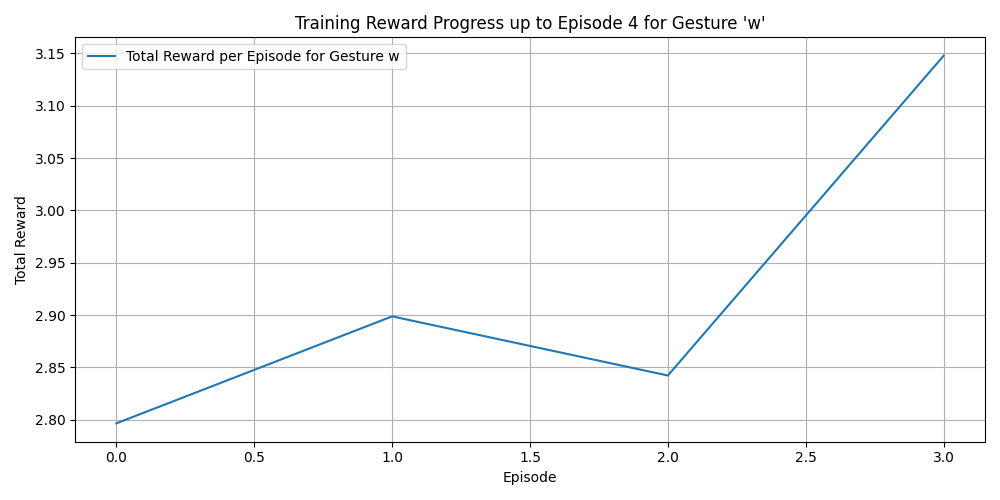 Training Reward Progress up to Episode 4 for Gesture 'w'
Total Reward per Episode for Gesture w
3.15
3.10
3.05
3.00
2.95
2.90
2.85
2.80
Total Reward
0.0 0.5 1.0 1.5 2.0 2.5 3.0
Episode